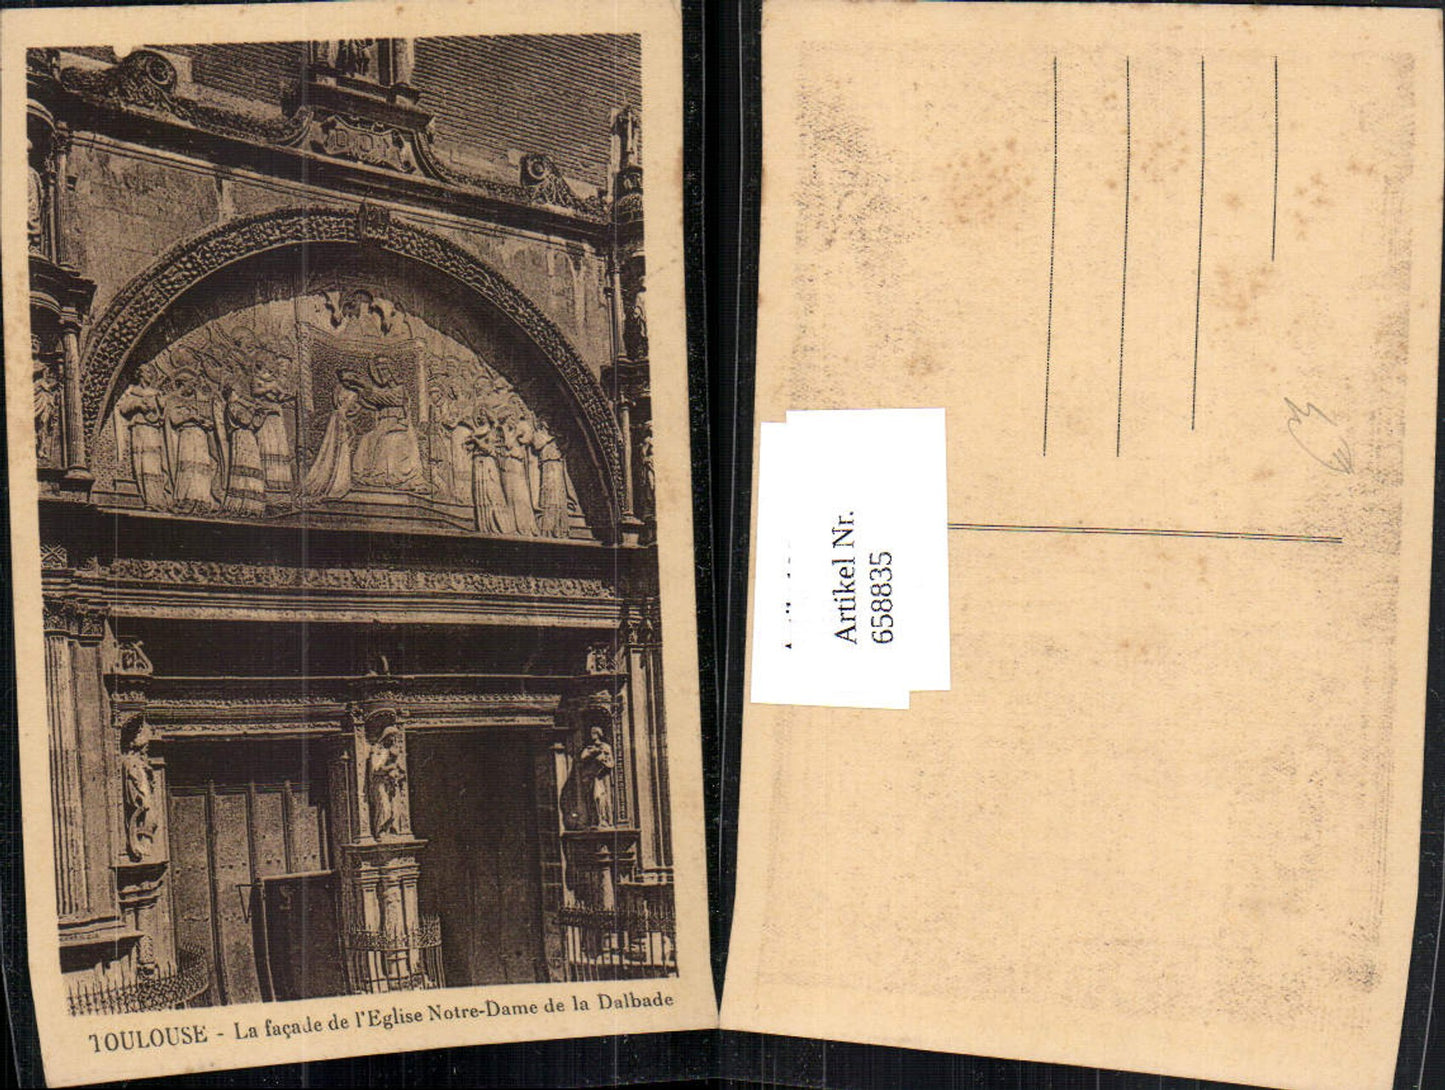 TOULOUSE - La façade de l'Eglise Notre-Dame de la Dalbade
Artikel Nr.
658835